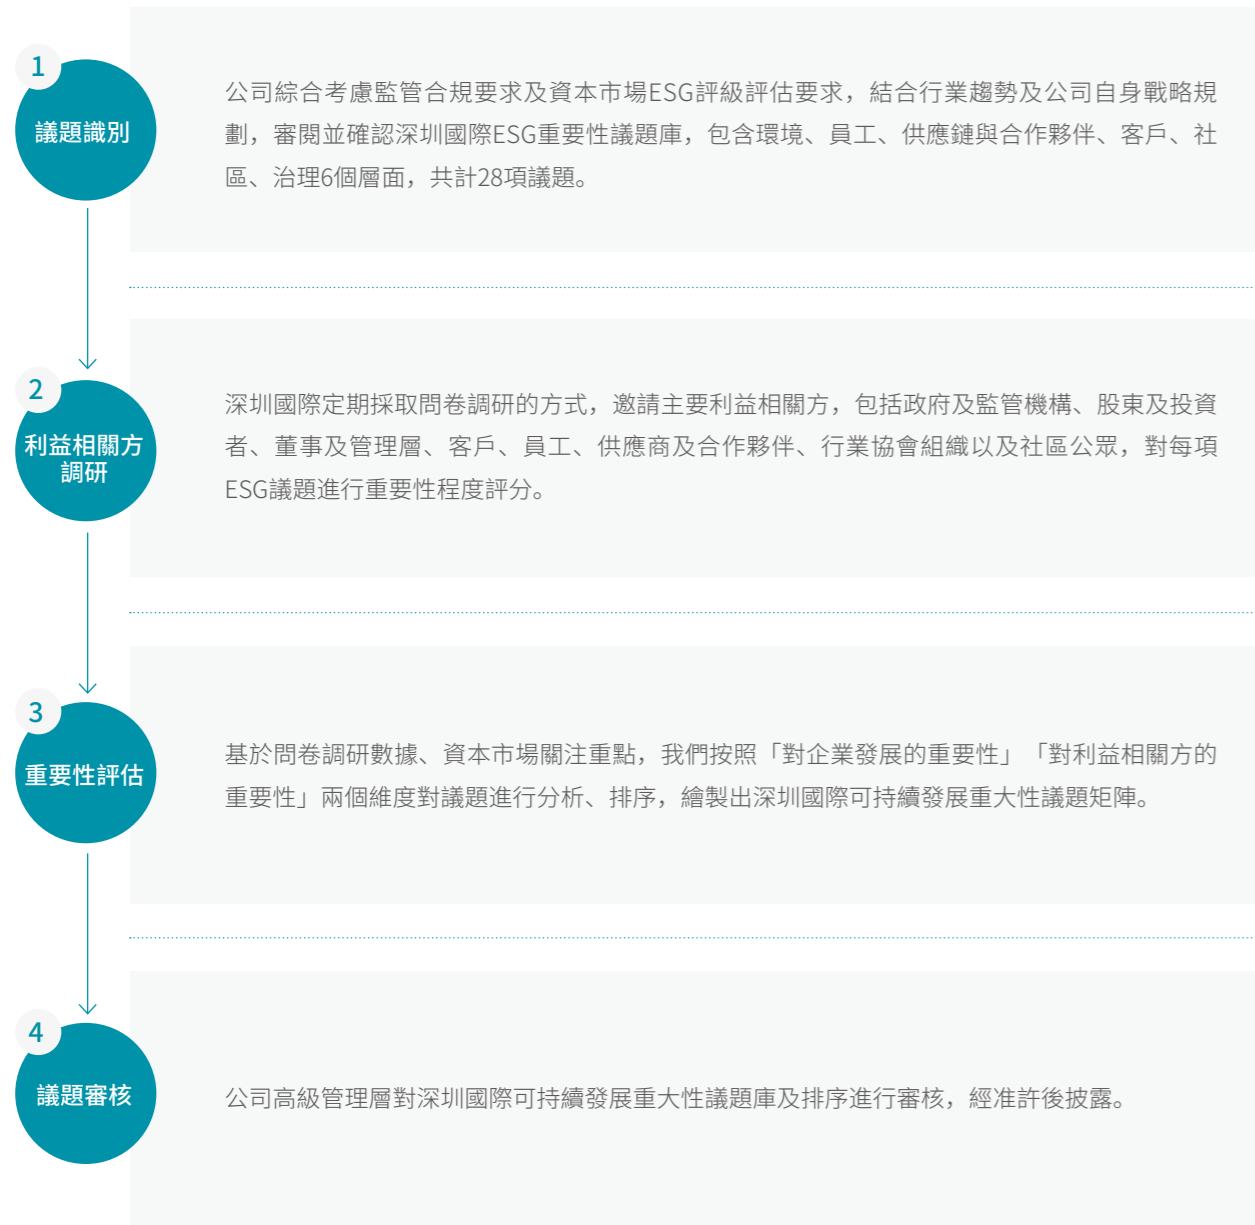 1
議題識別
公司綜合考慮監管合規要求及資本市場ESG評級評估要求，結合行業趨勢及公司自身戰略規
劃，審閱並確認深圳國際ESG重要性議題庫，包含環境、員工、供應鏈與合作夥伴、客戶、社
區、治理6個層面，共計28項議題。
2
利益相關方
調研
深圳國際定期採取問卷調研的方式，邀請主要利益相關方，包括政府及監管機構、股東及投資
者、董事及管理層、客戶、員工、供應商及合作夥伴、行業協會組織以及社區公眾，對每項
ESG議題進行重要性程度評分。
3
重要性評估
基於問卷調研數據、資本市場關注重點，我們按照「對企業發展的重要性」「對利益相關方的
重要性」兩個維度對議題進行分析、排序，繪製出深圳國際可持續發展重大性議題矩陣。
4
議題審核
公司高級管理層對深圳國際可持續發展重大性議題庫及排序進行審核，經准許後披露。